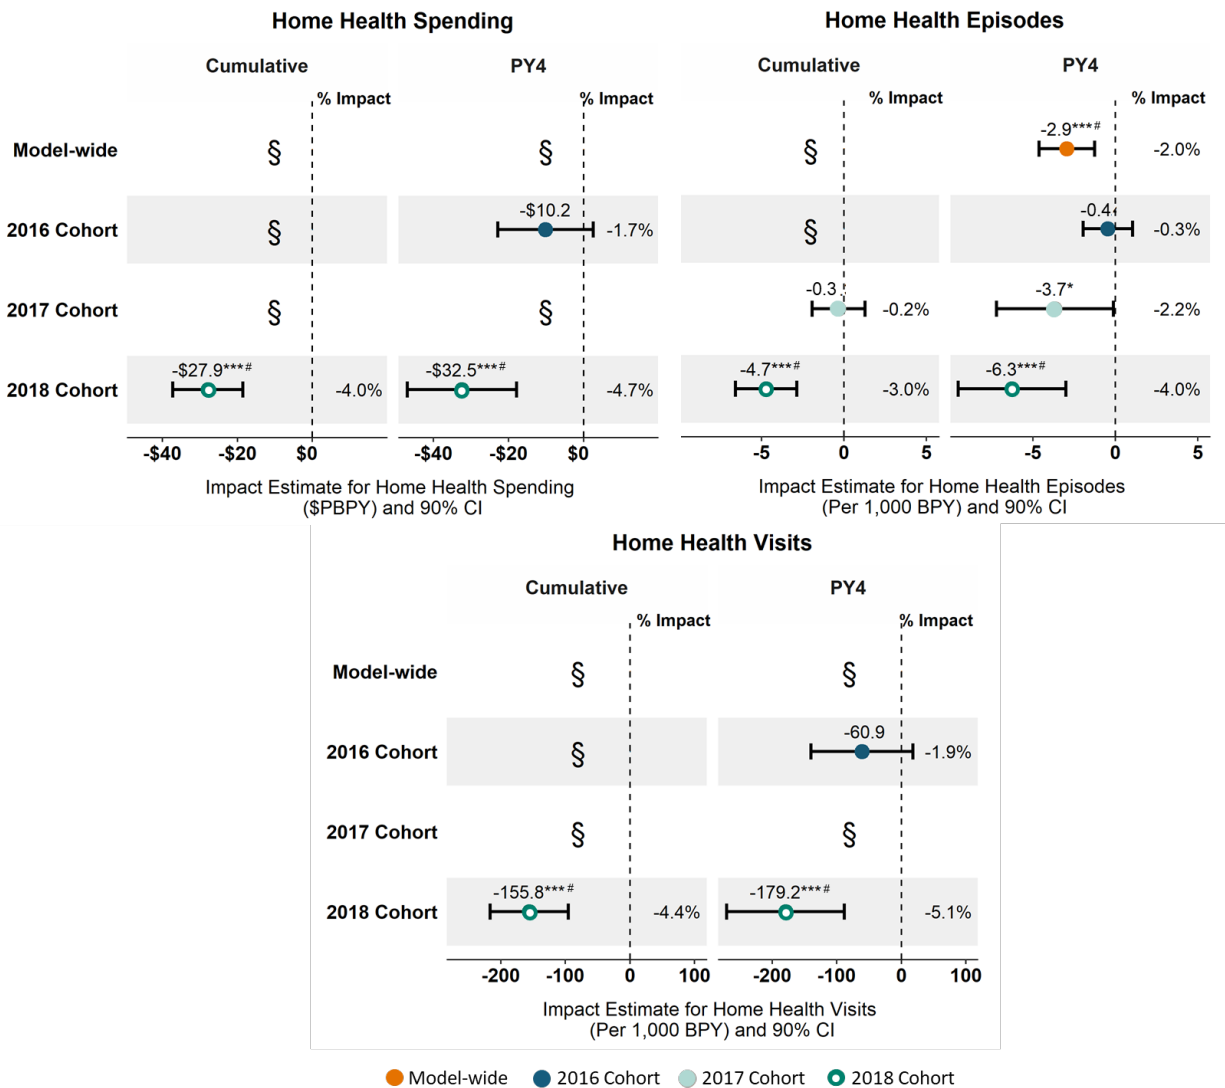 Home Health Spending
Home Health Episodes
Cumulative PY4 Cumulative PY4
% Impact % Impact % Impact % Impact
Model-wide § § § -2.9***# -2.0%
2016 Cohort § -$10.2 -1.7% § -0.4 -0.3%
2017 Cohort § § -0.3 -0.2% -3.7* -2.2%
2018 Cohort -$27.9***# -4.0% -$32.5***# -4.7% -4.7***# -3.0% -6.3***# -4.0%
-$40 -$20 $0 -$40 -$20 $0 -5 0 5 -5 0 5
Impact Estimate for Home Health Spending
($PBPY) and 90% CI
Impact Estimate for Home Health Episodes
(Per 1,000 BPY) and 90% CI
Home Health Visits
Cumulative PY4
% Impact % Impact
Model-wide § §
2016 Cohort § -60.9 -1.9%
2017 Cohort § §
2018 Cohort -155.8***# -4.4% -179.2***# -5.1%
-200 -100 0 100 -200 -100 0 100
Impact Estimate for Home Health Visits
(Per 1,000 BPY) and 90% CI
Model-wide 2016 Cohort 2017 Cohort 2018 Cohort